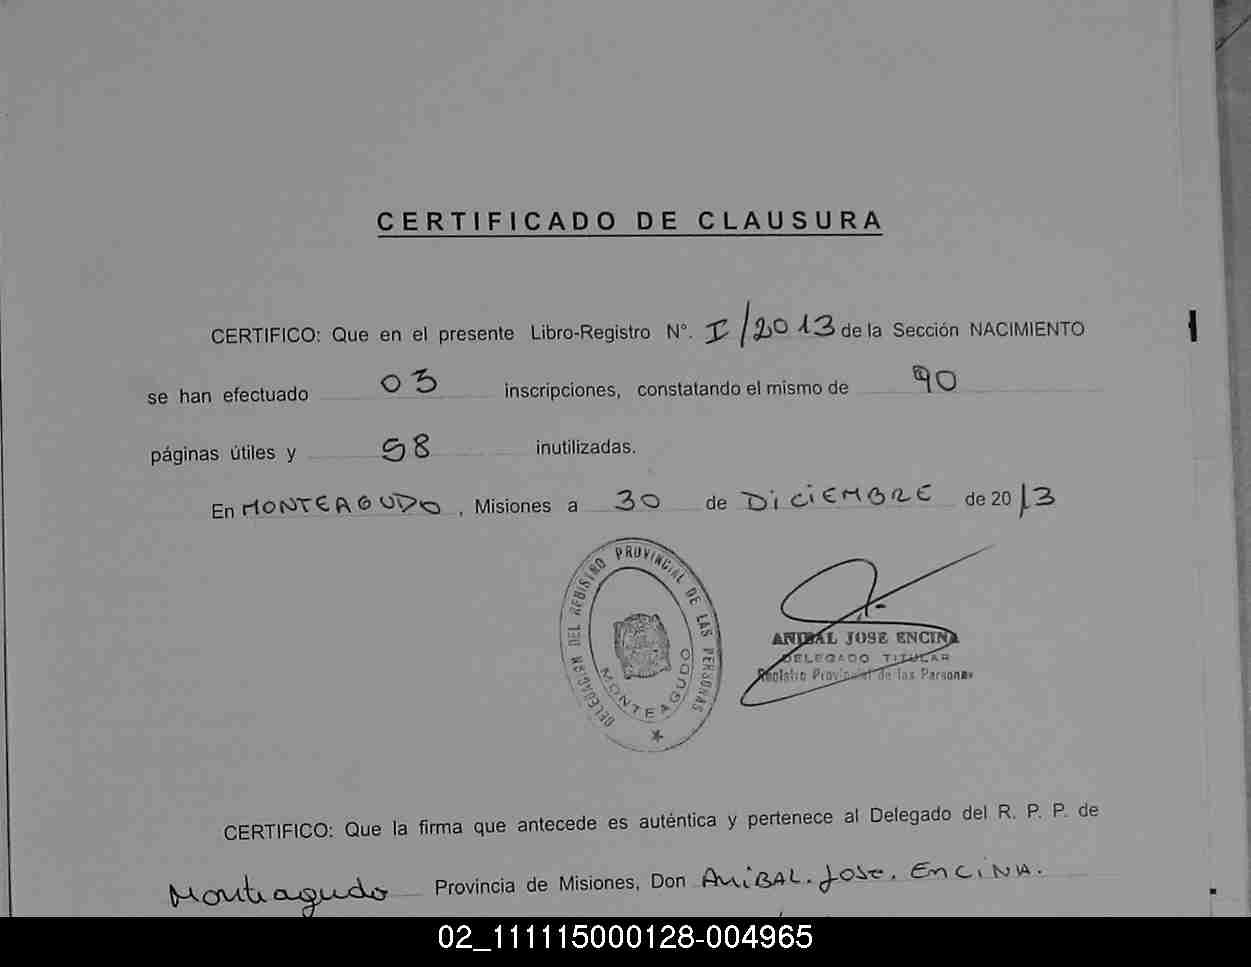 CERTIFICADO DE CLAUSURA
CERTIFICO: Que en el presente Libro-Registro N°. I/2013 de la Sección NACIMIENTO
se han efectuado 03 inscripciones, constatando el mismo de 90
páginas útiles y 58 inutilizadas.
En MONTEAGUDO, Misiones a 30 de DiCiEMBRE de 2013
DELEGACION DEL REGISTRO PROVINCIAL DE LAS PERSONAS
MONTEAGUDO
ANIBAL JOSE ENCINA
DELEGADO TITULAR
Registro Provincial de las Personas
CERTIFICO: Que la firma que antecede es auténtica y pertenece al Delegado del R. P. P. de
Monteagudo Provincia de Misiones, Don AniBAL. José. EnCiNA.
02_111115000128-004965